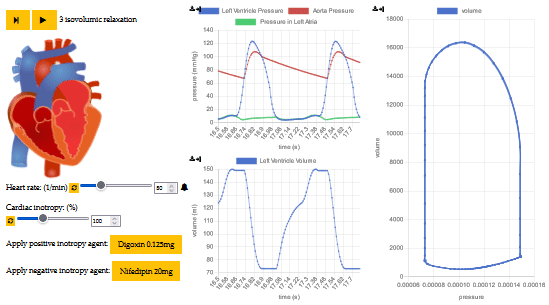 3 isovolumic relaxation
Heart rate: (1/min)
Cardiac inotropy: (%)
100
Apply positive inotropy agent:
Digoxin 0.125mg
Apply negative inotropy agent:
Nifedipin 20mg
Left Ventricle Pressure
Aorta Pressure
Pressure in Left Atria
pressure (mmHg)
140
120
100
80
60
40
20
0
time (s)
Left Ventricle Volume
volume (ml)
150
140
130
120
110
100
90
80
70
time (s)
volume
volume
18000
16000
14000
12000
10000
8000
6000
4000
2000
0
0.00006
0.00008
0.00010
0.00012
0.00014
0.00016
pressure